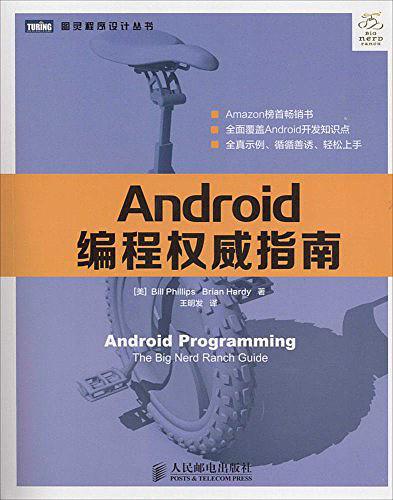 TURING 图灵程序设计丛书
BIG
nerd
ranch
Amazon榜首畅销书
全面覆盖Android开发知识点
全真示例、循循善诱、轻松上手
Android
编程权威指南
[美] Bill Phillips Brian Hardy 著
王明发 译
Android Programming
The Big Nerd Ranch Guide
人民邮电出版社
POSTS & TELECOM PRESS